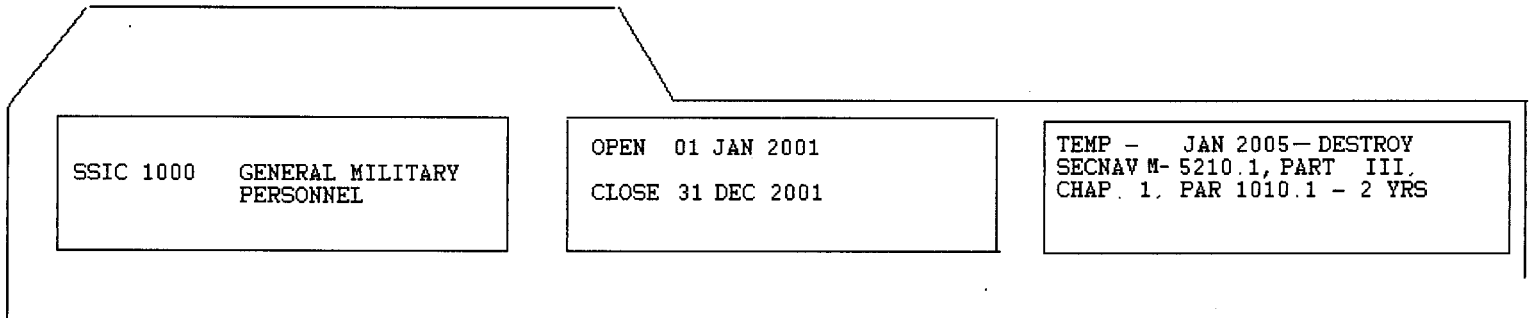 SSIC 1000 GENERAL MILITARY
PERSONNEL
OPEN 01 JAN 2001
CLOSE 31 DEC 2001
TEMP - JAN 2005 - DESTROY
SECNAV M- 5210.1, PART III,
CHAP. 1, PAR 1010.1 - 2 YRS